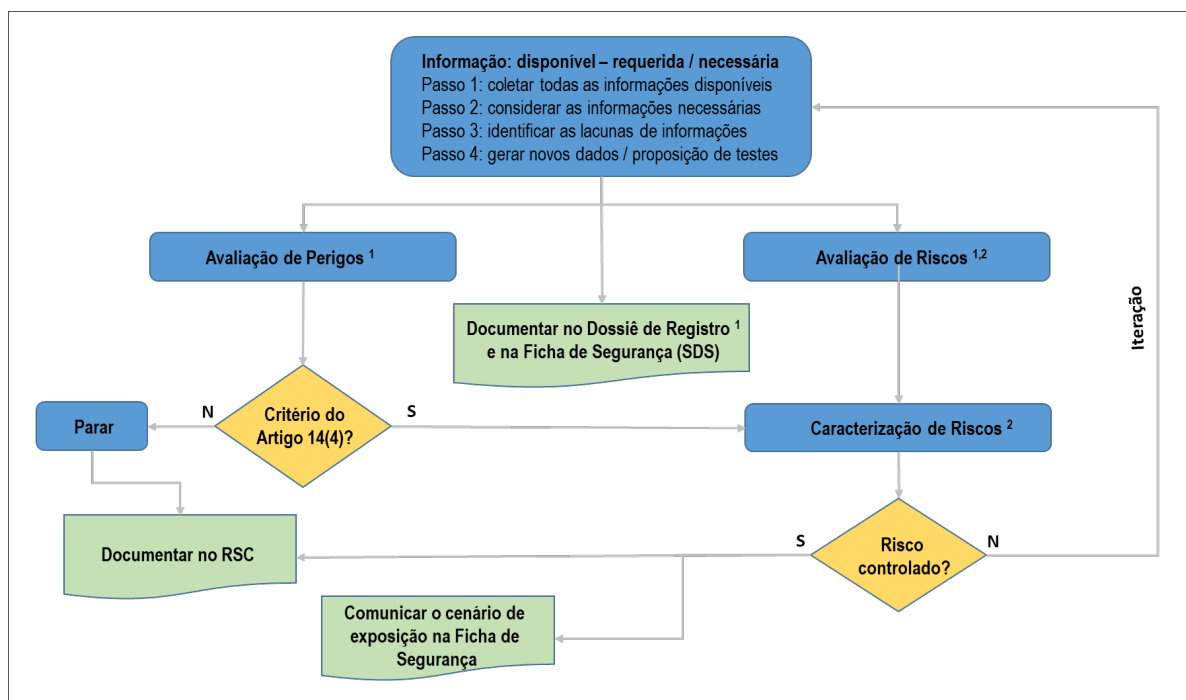 Informação: disponível – requerida / necessária
Passo 1: coletar todas as informações disponíveis
Passo 2: considerar as informações necessárias
Passo 3: identificar as lacunas de informações
Passo 4: gerar novos dados / proposição de testes
Avaliação de Perigos ¹
Avaliação de Riscos ¹,²
Iteração
Documentar no Dossiê de Registro ¹
e na Ficha de Segurança (SDS)
Parar
N
Critério do
Artigo 14(4)?
S
Caracterização de Riscos ²
Documentar no RSC
S
Risco
controlado?
N
Comunicar o cenário de
exposição na Ficha de
Segurança